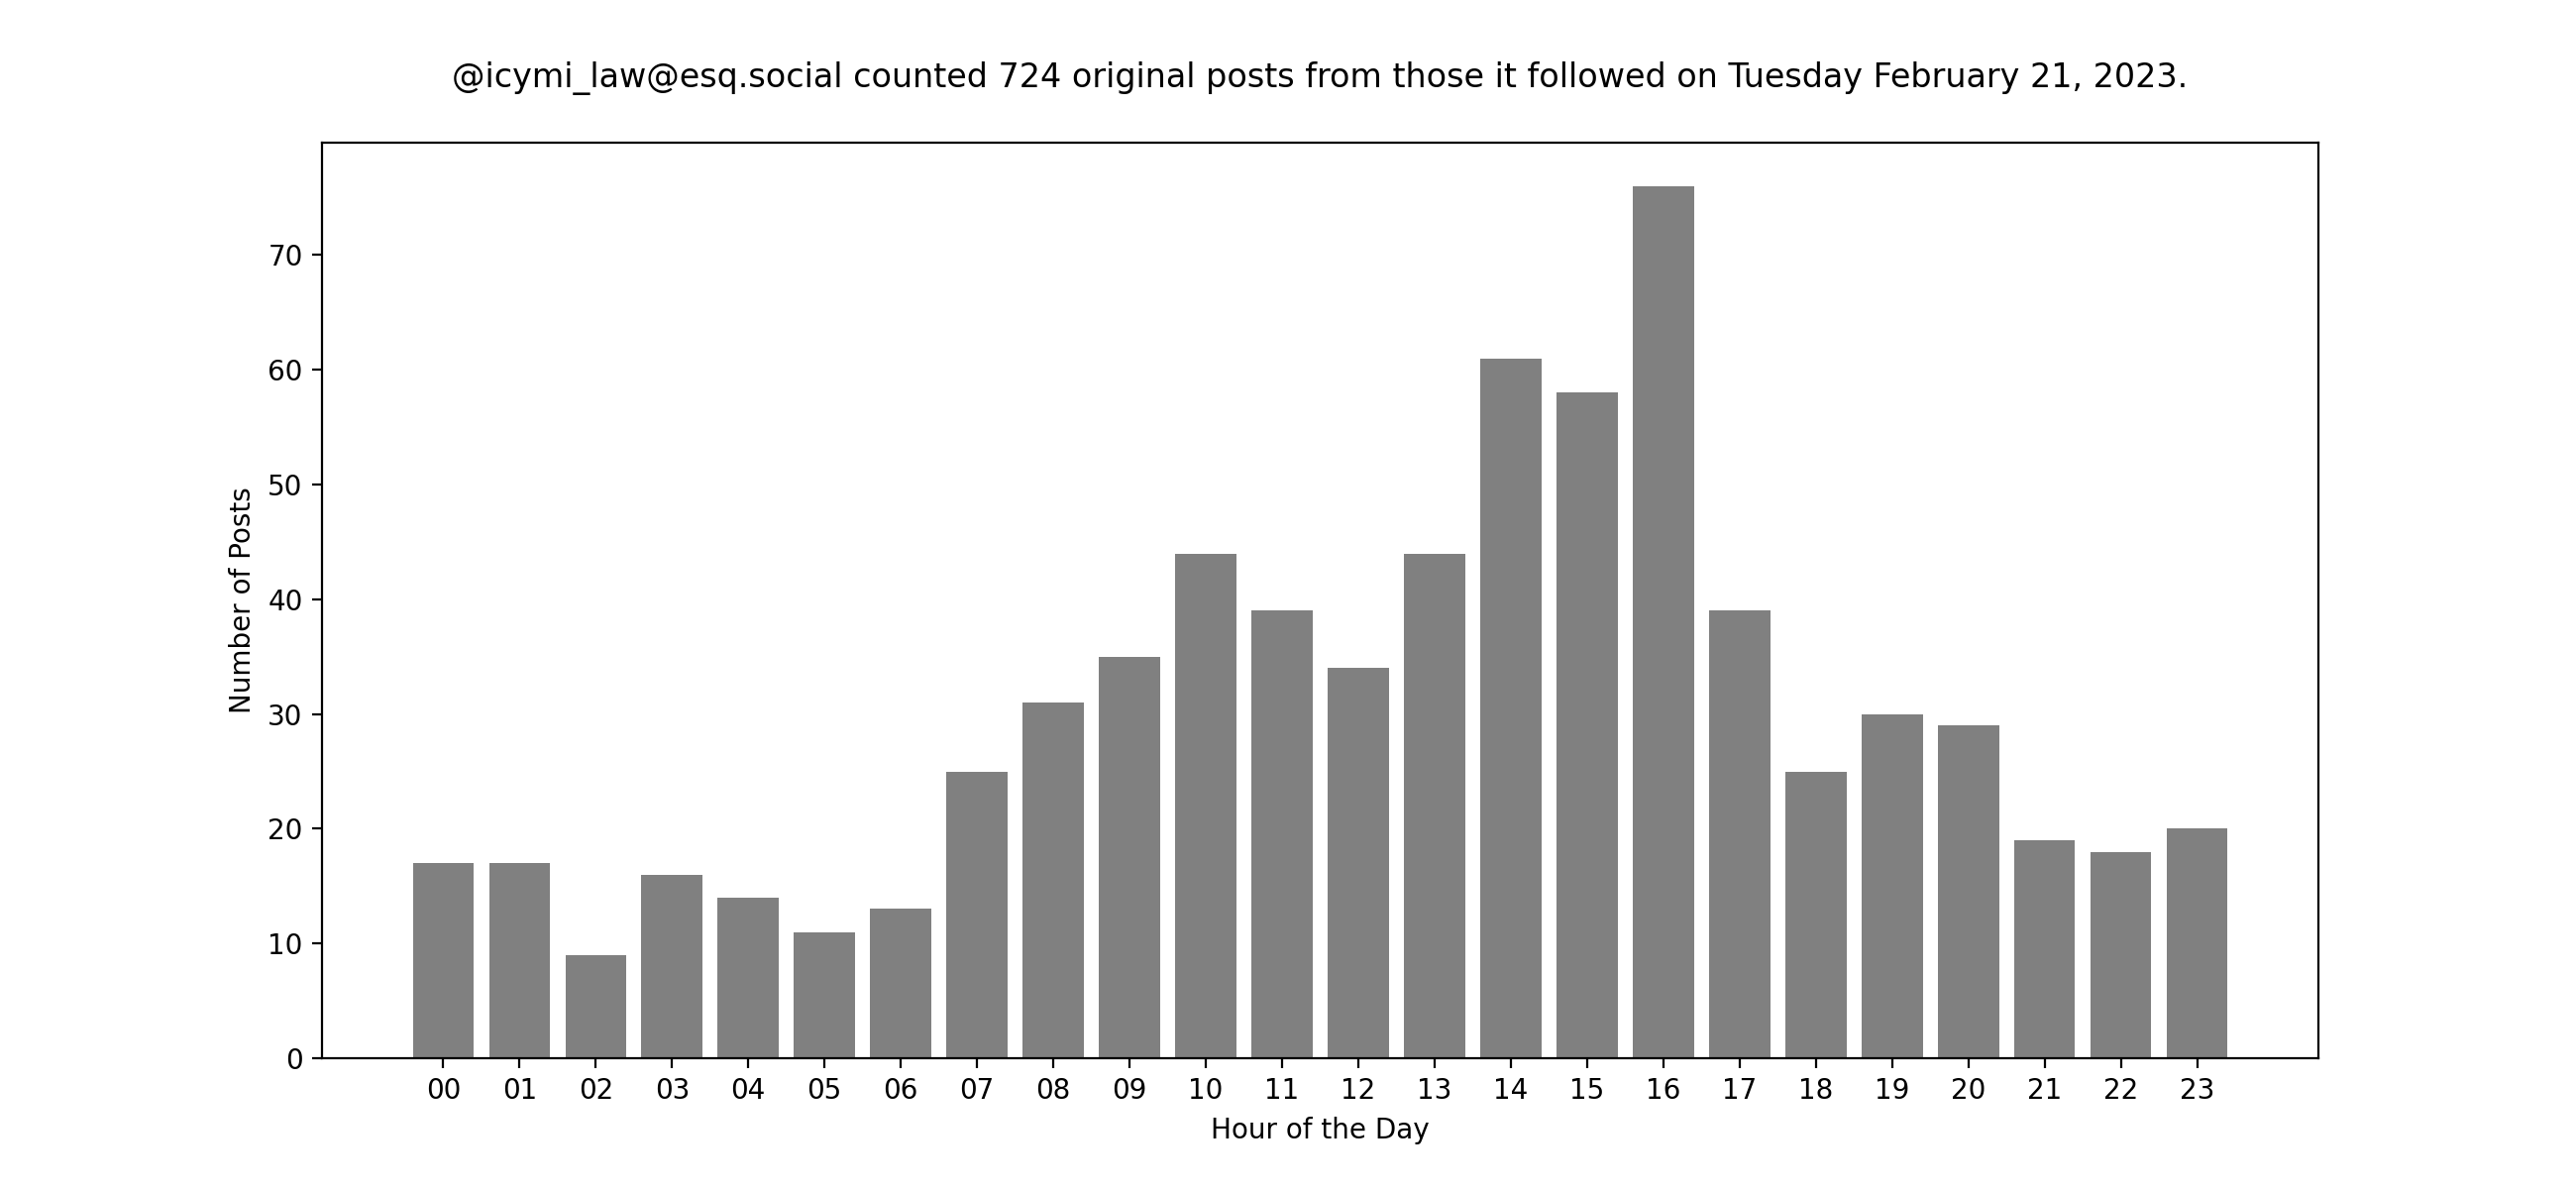 @icymi_law@esq.social counted 724 original posts from those it followed on Tuesday February 21, 2023.
Number of Posts
70
60
50
40
30
20
10
0
00 01 02 03 04 05 06 07 08 09 10 11 12 13 14 15 16 17 18 19 20 21 22 23
Hour of the Day